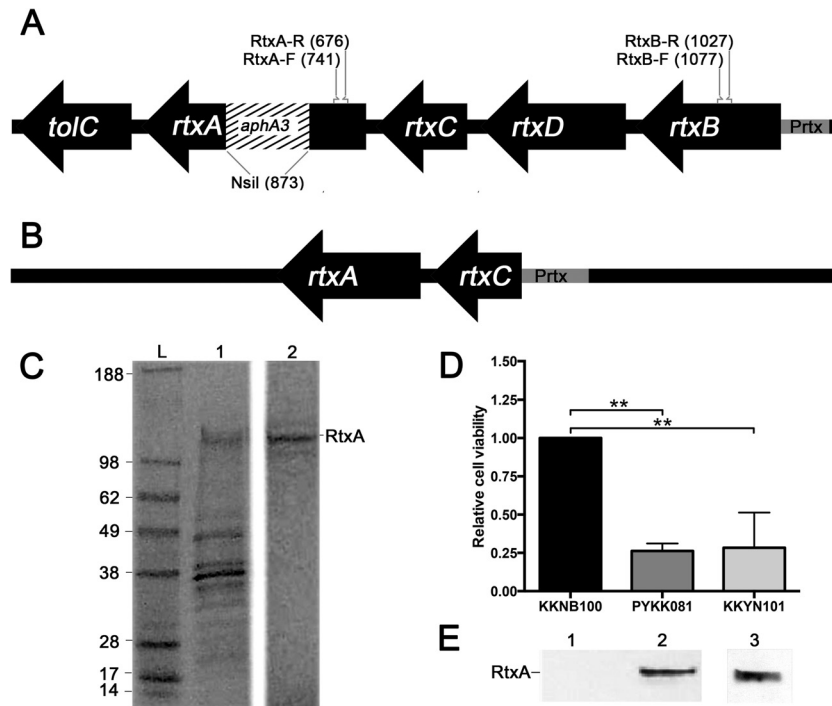 A
RtxA-R (676)
RtxA-F (741)
RtxB-R (1027)
RtxB-F (1077)
tolC
rtxA
aphA3
rtxC
rtxD
rtxB
Prtx
NsiI (873)
B
rtxA
rtxC
Prtx
C
L
1
2
188
98
62
49
38
28
17
14
RtxA
D
Relative cell viability
1.50
1.25
1.00
0.75
0.50
0.25
0.00
**
**
KKNB100
PYKK081
KKYN101
E
1
2
3
RtxA